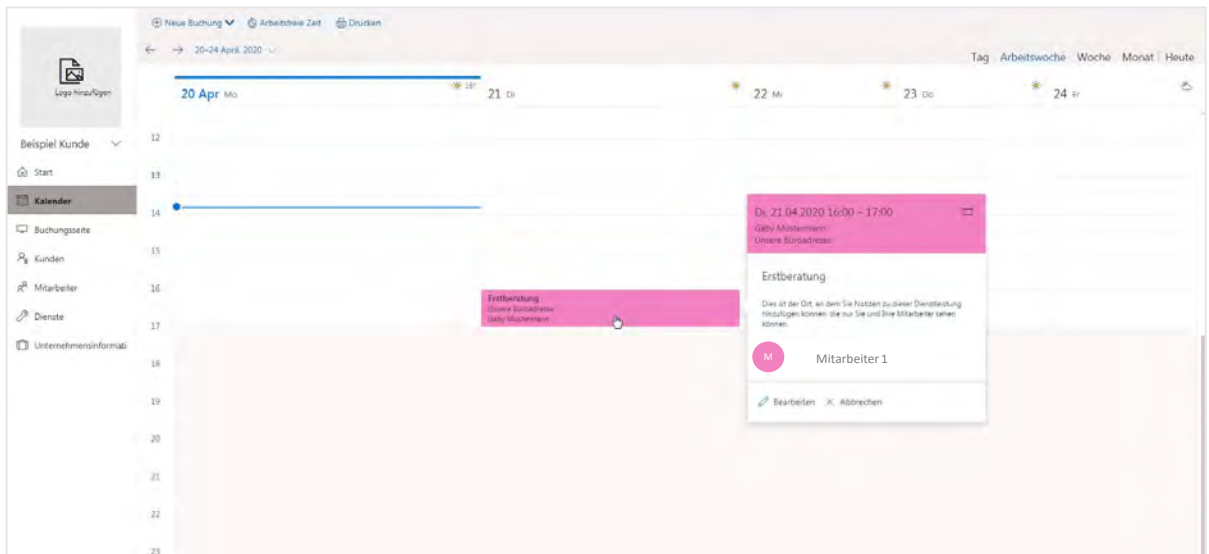 Neue Buchung Arbeitsfreie Zeit Drucken
20–24 April, 2020
Tag Arbeitswoche Woche Monat Heute
Logo hinzufügen
20 Apr Mo 18° 21 Di 22 Mi 23 Do 24 Fr
Beispiel Kunde
Start
Kalender
Buchungsseite
Kunden
Mitarbeiter
Dienste
Unternehmensinformati
12
13
14
15
16
17
18
19
20
21
22
23
Erstberatung
Unsere Büroadresse
Gaby Mustermann
Di, 21.04.2020 16:00 – 17:00
Gaby Mustermann
Unsere Büroadresse
Erstberatung
Dies ist der Ort, an dem Sie Notizen zu dieser Dienstleistung
hinzufügen können, die nur Sie und Ihre Mitarbeiter sehen
können.
M Mitarbeiter 1
Bearbeiten Abbrechen